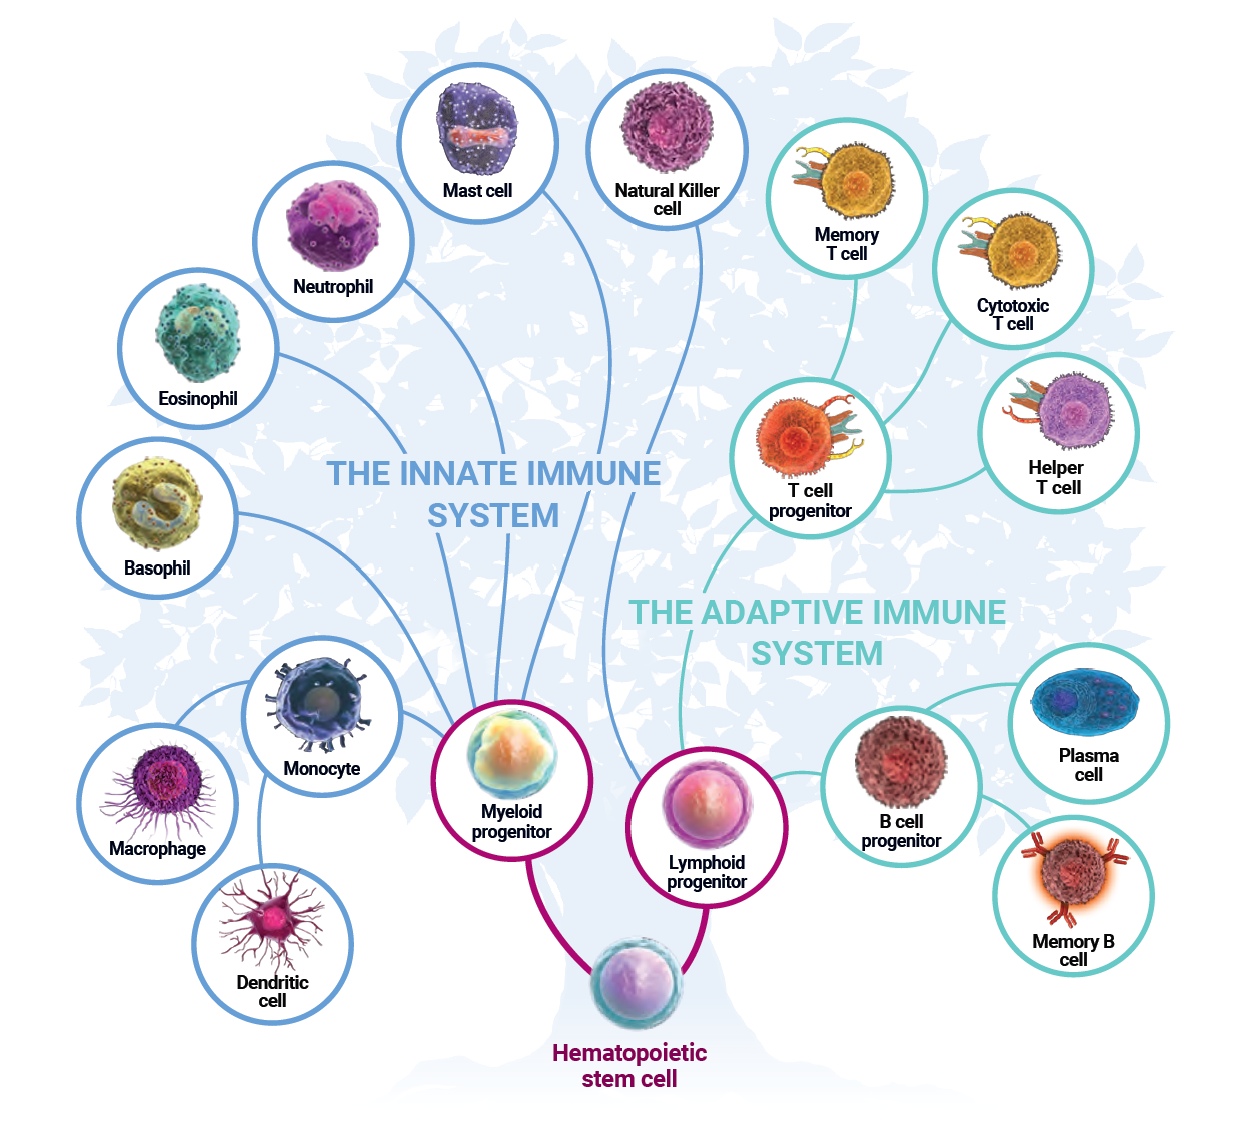 Mast cell
Natural Killer
cell
Memory
T cell
Neutrophil
Cytotoxic
T cell
Eosinophil
Helper
T cell
T cell
progenitor
THE INNATE IMMUNE
SYSTEM
Basophil
THE ADAPTIVE IMMUNE
SYSTEM
Monocyte
Plasma
cell
Macrophage
Myeloid
progenitor
B cell
progenitor
Lymphoid
progenitor
Memory B
cell
Dendritic
cell
Hematopoietic
stem cell